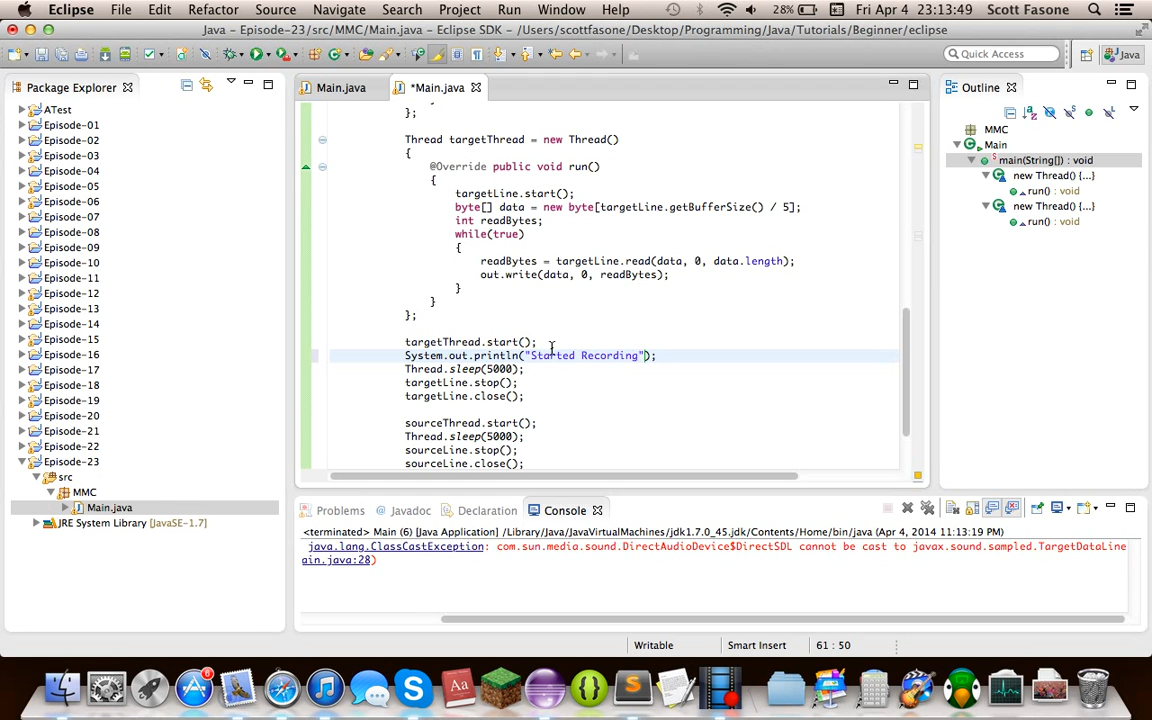 Eclipse File Edit Refactor Source Navigate Search Project Run Window Help 28% Fri Apr 4 23:13:49 Scott Fasone
Java - Episode-23/src/MMC/Main.java - Eclipse SDK - /Users/scottfasone/Desktop/Programming/Java/Tutorials/Beginner/eclipse
Quick Access Java
Package Explorer
ATest
Episode-01
Episode-02
Episode-03
Episode-04
Episode-05
Episode-06
Episode-07
Episode-08
Episode-09
Episode-10
Episode-11
Episode-12
Episode-13
Episode-14
Episode-15
Episode-16
Episode-17
Episode-18
Episode-19
Episode-20
Episode-21
Episode-22
Episode-23
src
MMC
Main.java
JRE System Library [JavaSE-1.7]
Main.java *Main.java
};
Thread targetThread = new Thread()
{
@Override public void run()
{
targetLine.start();
byte[] data = new byte[targetLine.getBufferSize() / 5];
int readBytes;
while(true)
{
readBytes = targetLine.read(data, 0, data.length);
out.write(data, 0, readBytes);
}
}
};
targetThread.start();
System.out.println("Started Recording");
Thread.sleep(5000);
targetLine.stop();
targetLine.close();
sourceThread.start();
Thread.sleep(5000);
sourceLine.stop();
sourceLine.close();
Outline
MMC
Main
main(String[]) : void
new Thread() {...}
run() : void
new Thread() {...}
run() : void
Problems Javadoc Declaration Console
<terminated> Main (6) [Java Application] /Library/Java/JavaVirtualMachines/jdk1.7.0_45.jdk/Contents/Home/bin/java (Apr 4, 2014 11:13:19 PM)
java.lang.ClassCastException: com.sun.media.sound.DirectAudioDevice$DirectSDL cannot be cast to javax.sound.sampled.TargetDataLine
ain.java:28)
Writable Smart Insert 61 : 50